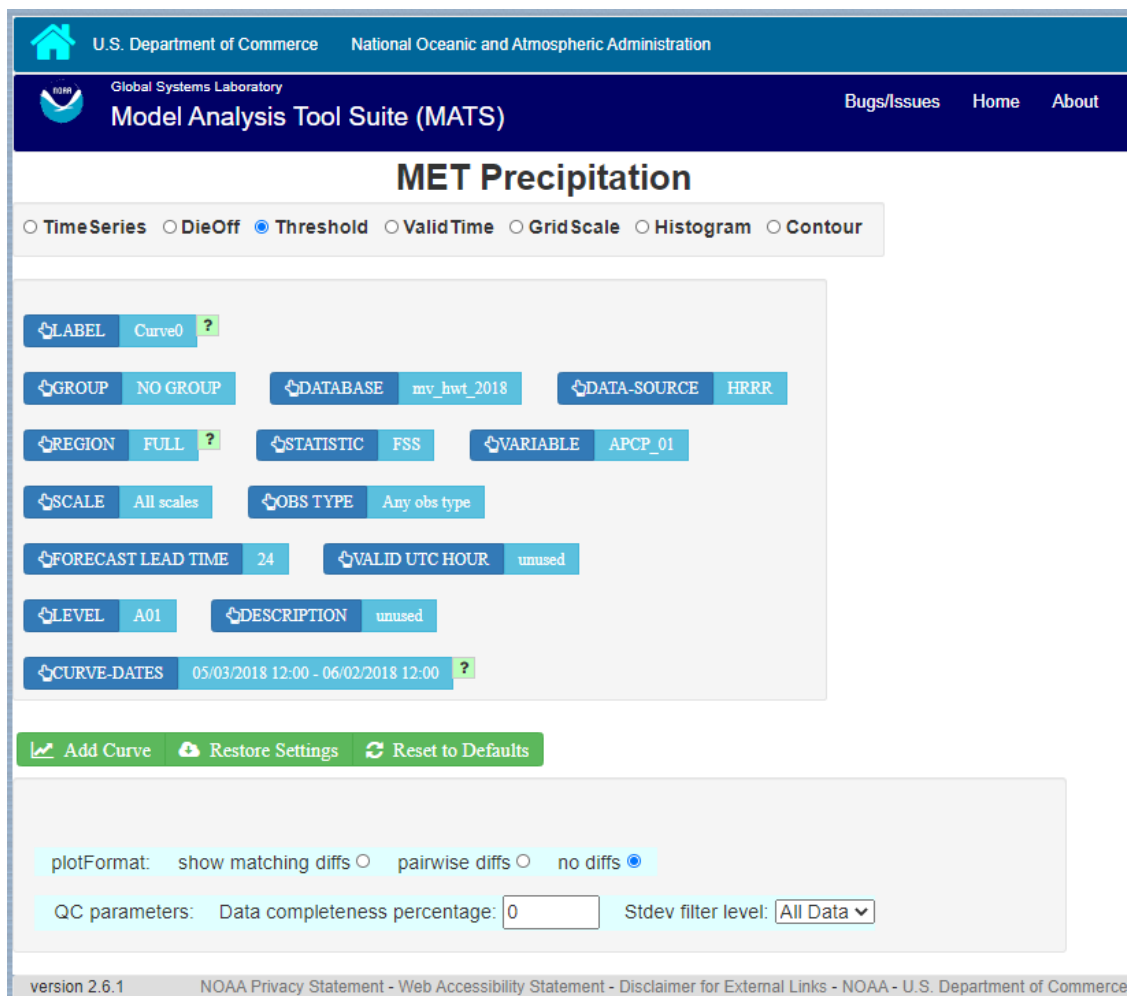 U.S. Department of Commerce National Oceanic and Atmospheric Administration
NOAA
Global Systems Laboratory
Model Analysis Tool Suite (MATS)
Bugs/Issues Home About
MET Precipitation
TimeSeries DieOff Threshold ValidTime GridScale Histogram Contour
LABEL Curve0 ?
GROUP NO GROUP DATABASE mv_hwt_2018 DATA-SOURCE HRRR
REGION FULL ? STATISTIC FSS VARIABLE APCP_01
SCALE All scales OBS TYPE Any obs type
FORECAST LEAD TIME 24 VALID UTC HOUR unused
LEVEL A01 DESCRIPTION unused
CURVE-DATES 05/03/2018 12:00 - 06/02/2018 12:00 ?
Add Curve Restore Settings Reset to Defaults
plotFormat: show matching diffs pairwise diffs no diffs
QC parameters: Data completeness percentage: 0 Stdev filter level: All Data
version 2.6.1 NOAA Privacy Statement - Web Accessibility Statement - Disclaimer for External Links - NOAA - U.S. Department of Commerce